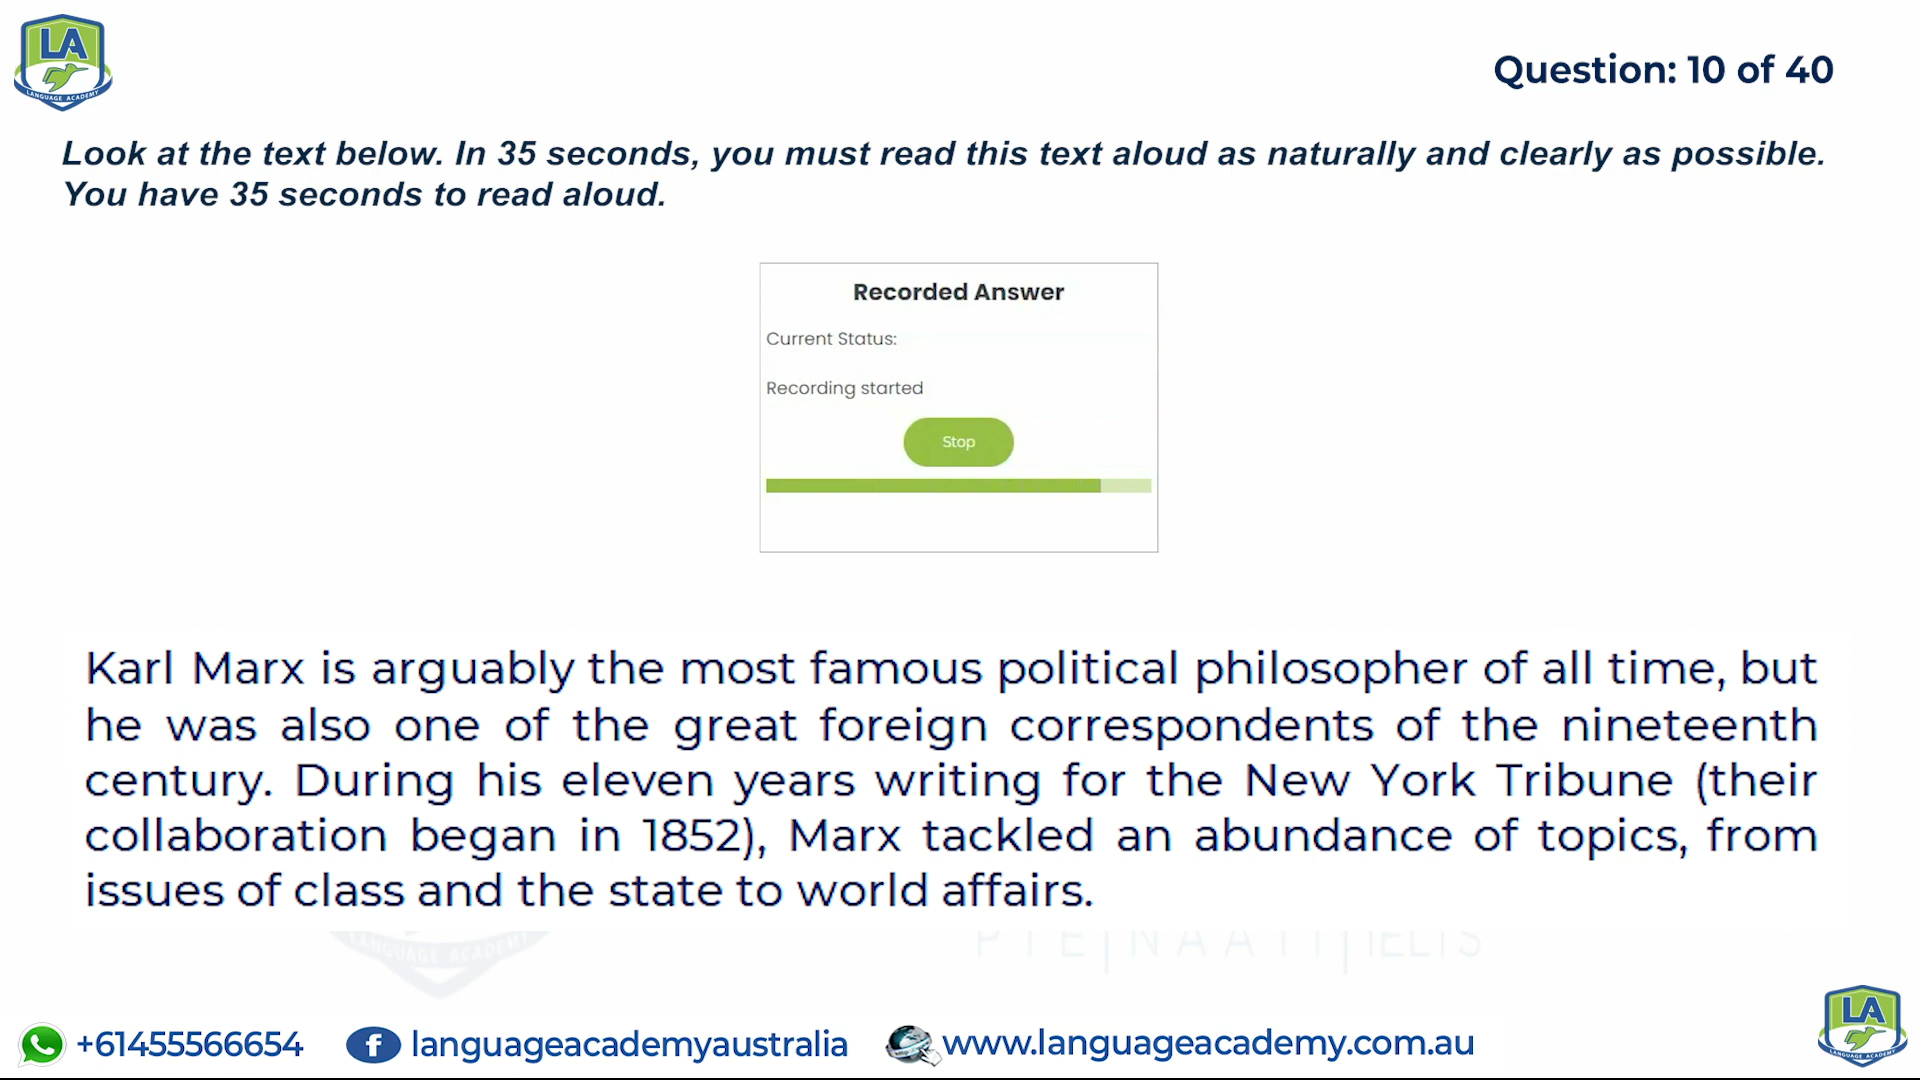 LA
LANGUAGE ACADEMY
Question: 10 of 40
Look at the text below. In 35 seconds, you must read this text aloud as naturally and clearly as possible.
You have 35 seconds to read aloud.
Recorded Answer
Current Status:
Recording started
Stop
Karl Marx is arguably the most famous political philosopher of all time, but
he was also one of the great foreign correspondents of the nineteenth
century. During his eleven years writing for the New York Tribune (their
collaboration began in 1852), Marx tackled an abundance of topics, from
issues of class and the state to world affairs.
LANGUAGE ACADEMY
PTE|NAATI|IELTS
+61455566654
languageacademyaustralia
www.languageacademy.com.au
LA
LANGUAGE ACADEMY